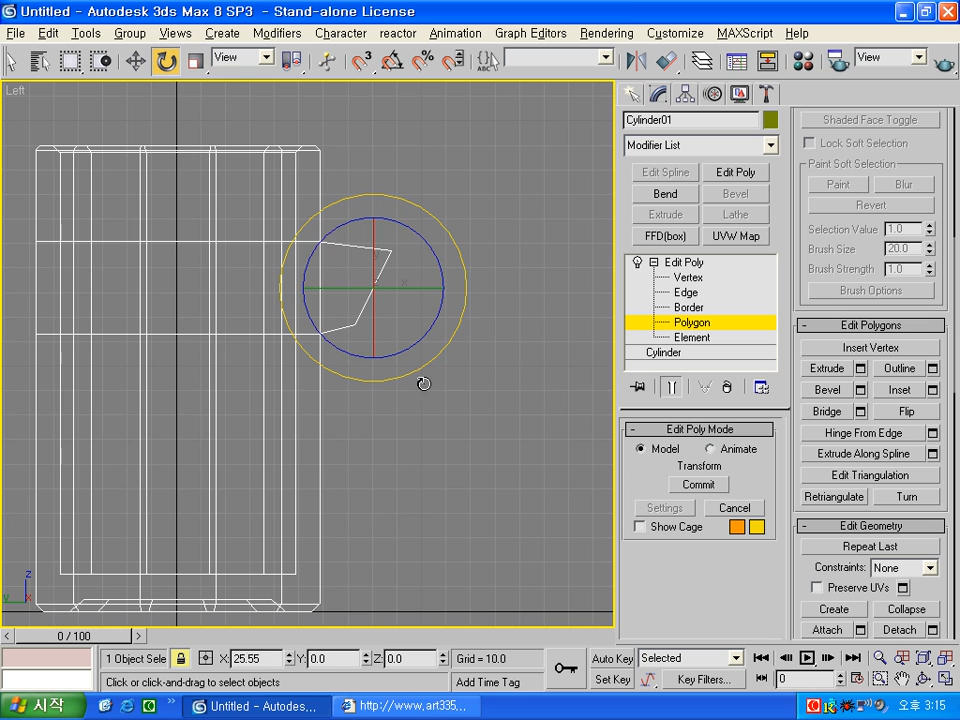 Untitled - Autodesk 3ds Max 8 SP3 - Stand-alone License
File Edit Tools Group Views Create Modifiers Character reactor Animation Graph Editors Rendering Customize MAXScript Help
View View
Left
Cylinder01
Modifier List
Edit Spline Edit Poly
Bend Bevel
Extrude Lathe
FFD(box) UVW Map
Edit Poly
Vertex
Edge
Border
Polygon
Element
Cylinder
Edit Poly Mode
Model Animate
Transform
Commit
Settings Cancel
Show Cage
Shaded Face Toggle
Lock Soft Selection
Paint Soft Selection
Paint Blur
Revert
Selection Value 1.0
Brush Size 20.0
Brush Strength 1.0
Brush Options
Edit Polygons
Insert Vertex
Extrude Outline
Bevel Inset
Bridge Flip
Hinge From Edge
Extrude Along Spline
Edit Triangulation
Retriangulate Turn
Edit Geometry
Repeat Last
Constraints: None
Preserve UVs
Create Collapse
Attach Detach
z
y x
0 / 100
1 Object Sele X: 25.55 Y: 0.0 Z: 0.0 Grid = 10.0 Auto Key Selected
Click or click-and-drag to select objects Add Time Tag Set Key Key Filters... 0
시작 Untitled - Autodes... http://www.art335... 오후 3:15